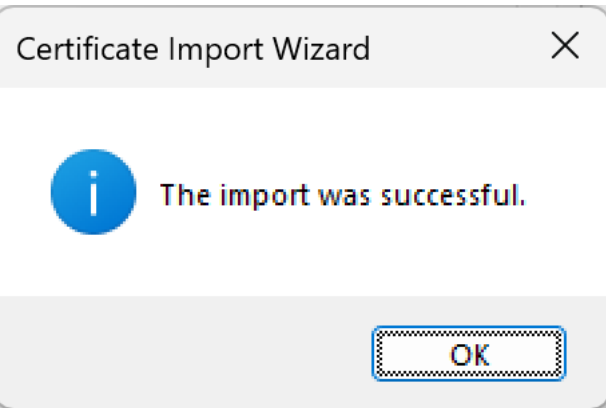 Certificate Import Wizard
The import was successful.
OK